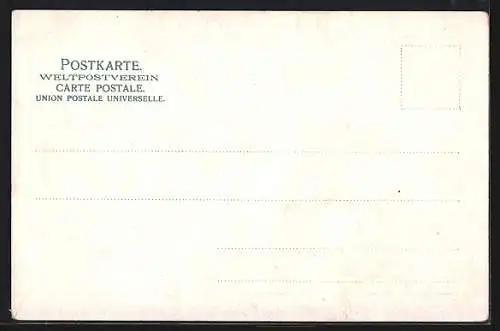 POSTKARTE.
WELTPOSTVEREIN
CARTE POSTALE.
UNION POSTALE UNIVERSELLE.